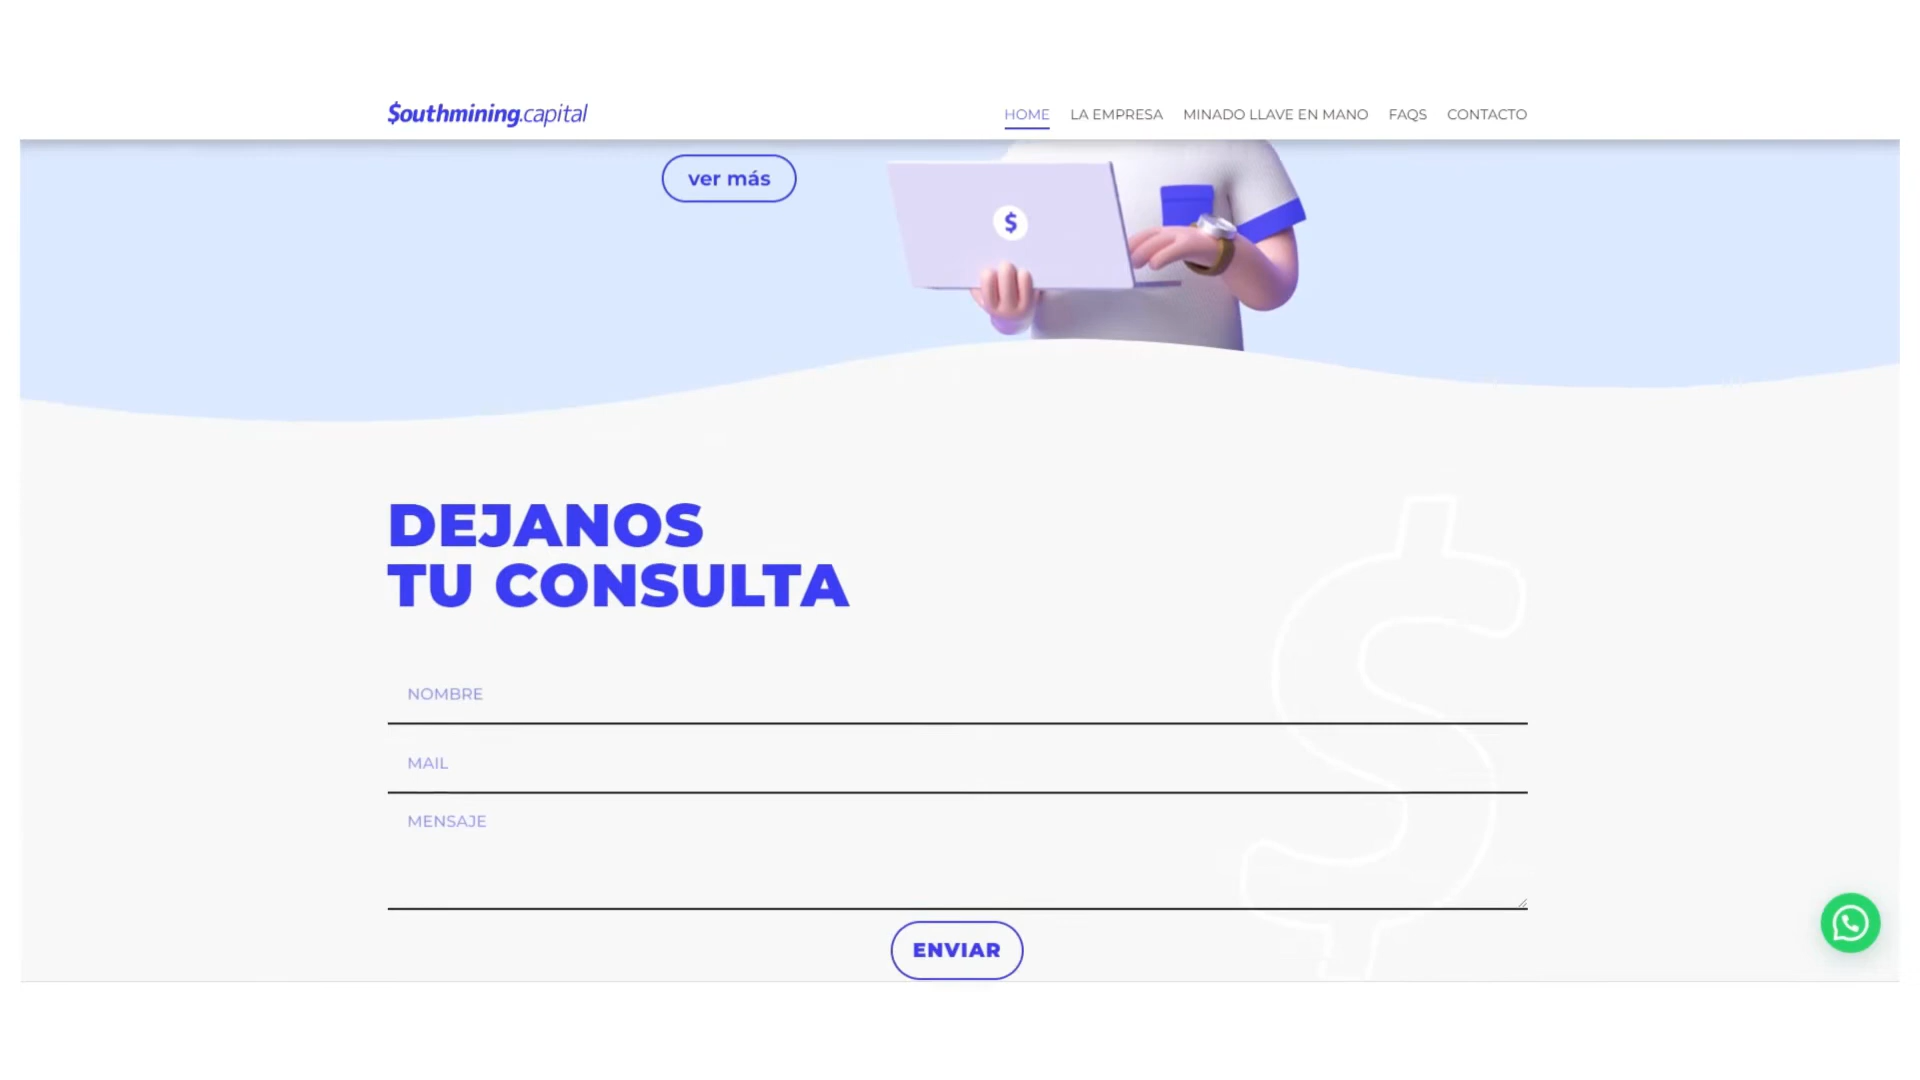 $outhmining.capital
HOME LA EMPRESA MINADO LLAVE EN MANO FAQS CONTACTO
ver más
$
DEJANOS
TU CONSULTA
NOMBRE
MAIL
MENSAJE
ENVIAR